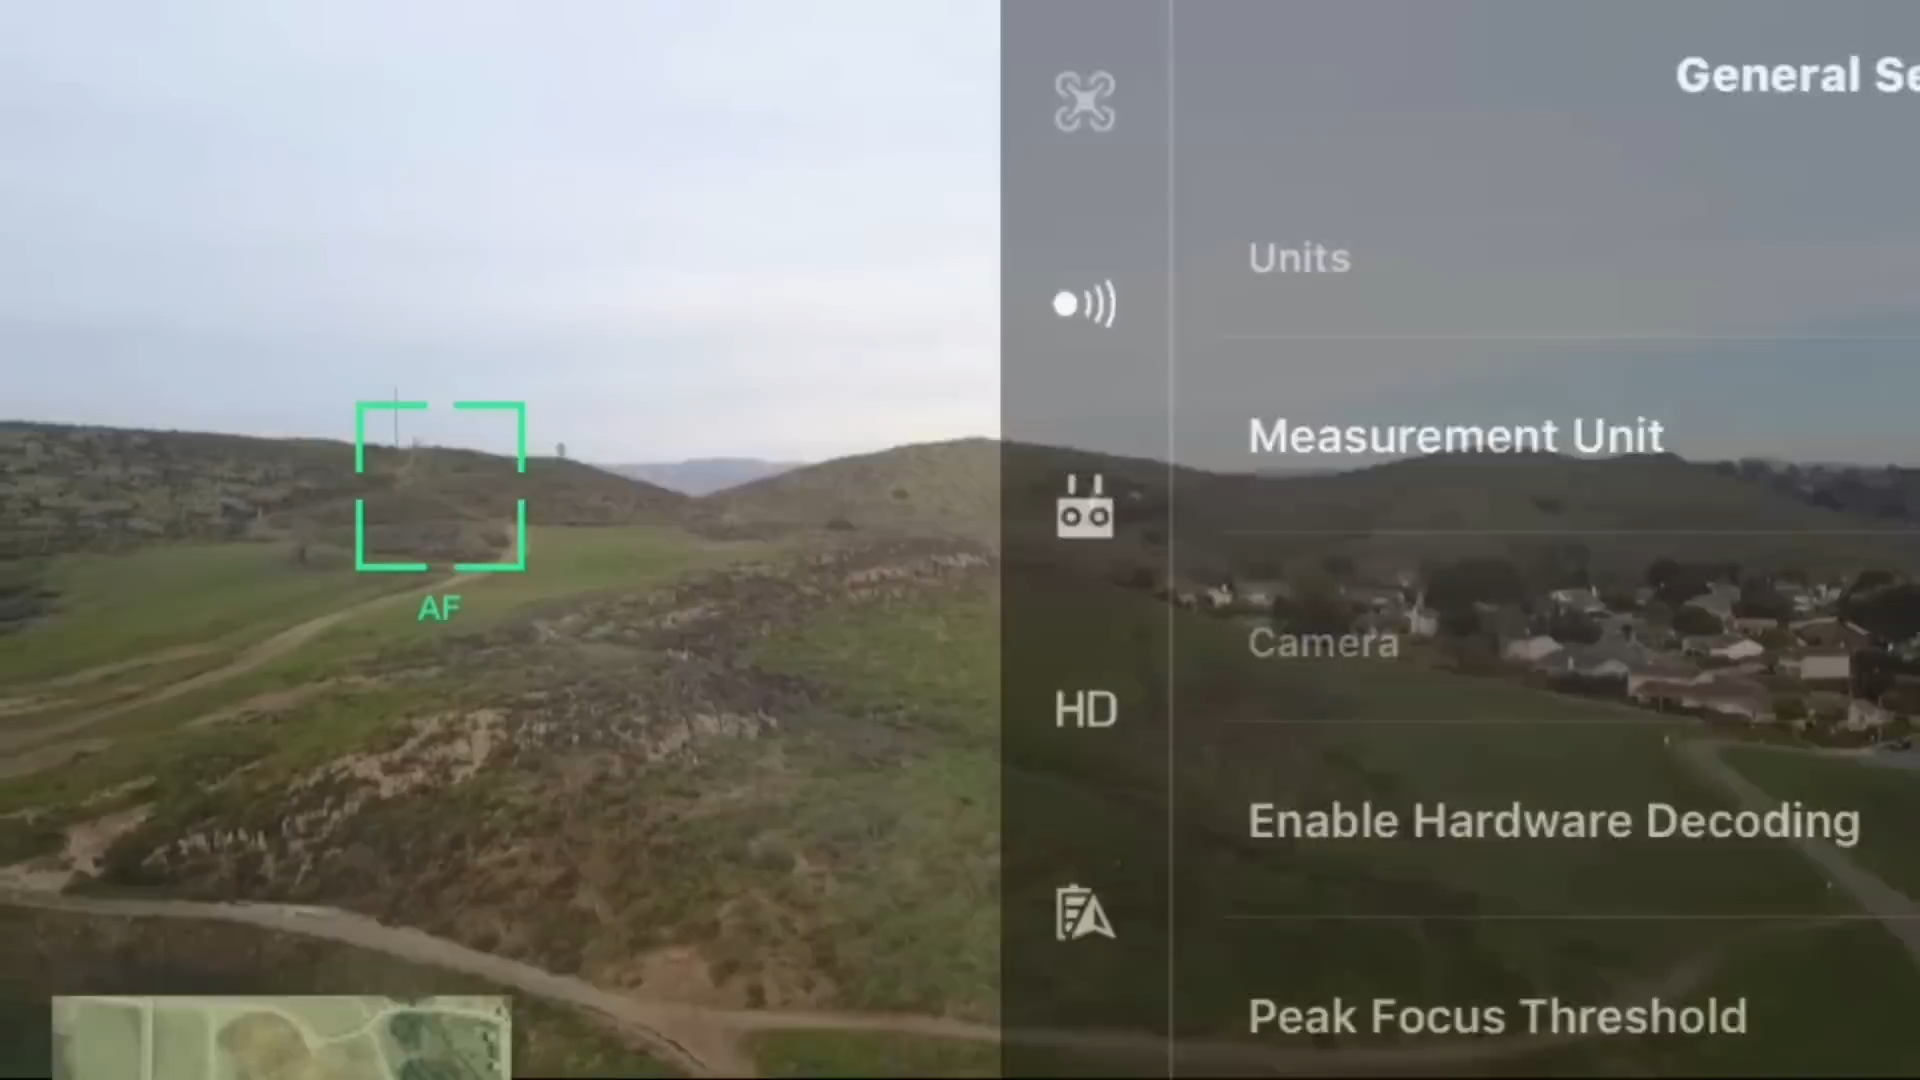 General Se
Units
Measurement Unit
AF
Camera
HD
Enable Hardware Decoding
Peak Focus Threshold